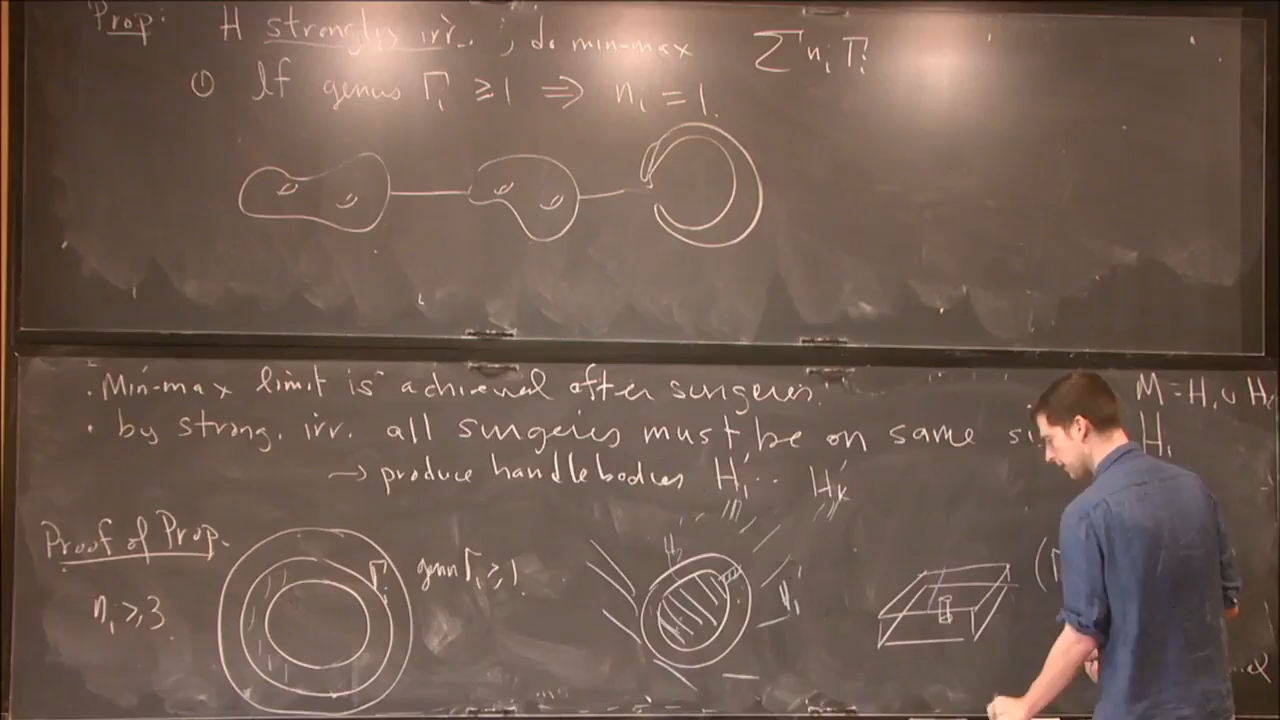 Prop: H strongly irr. ; do min-max ∑ nᵢ Γᵢ
① If genus Γᵢ ≥ 1 ⇒ nᵢ = 1.
· Min-max limit is achieved after surgeries.
M = H₁ ∪ H₂
· by strong. irr. all surgeries must be on same H₁
→ produce handlebodies H₁' ... Hₖ'
Proof of Prop.
n₁ ≥ 3
Γ₁
genus Γ₁ ≥ 1.
H₂
H₁